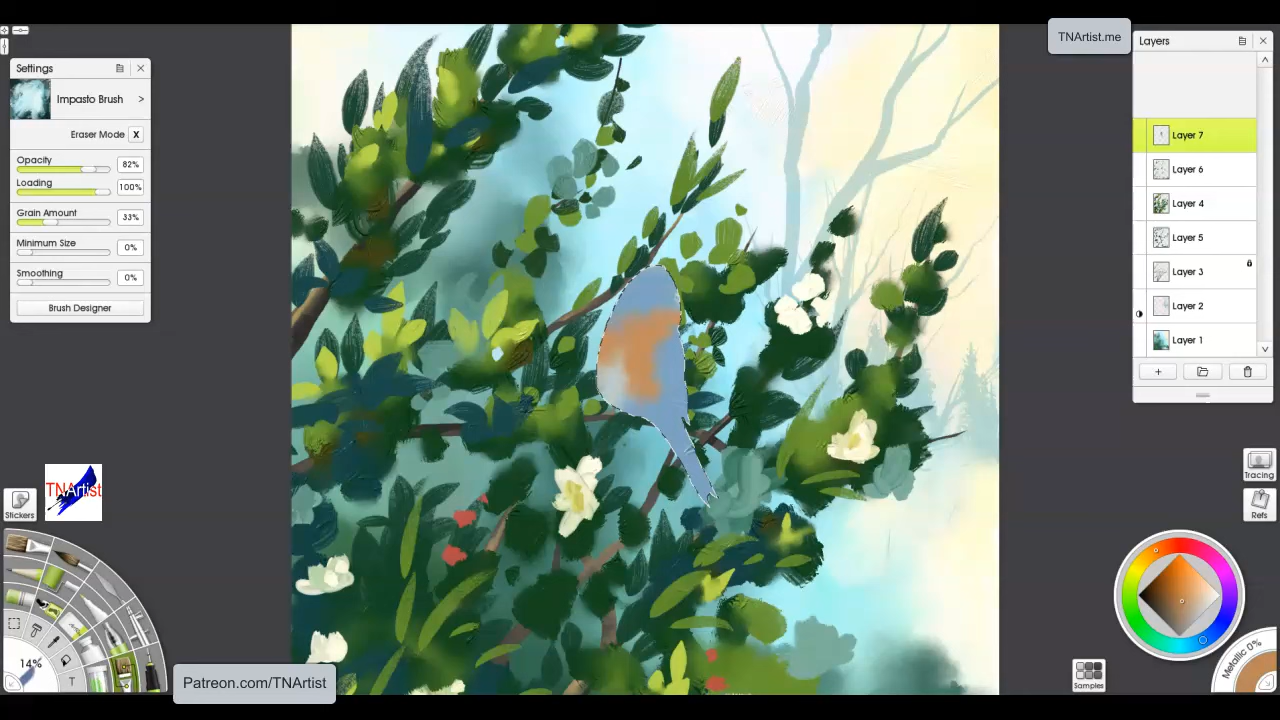 TNArtist.me
Settings
Impasto Brush >
Eraser Mode X
Opacity 82%
Loading 100%
Grain Amount 33%
Minimum Size 0%
Smoothing 0%
Brush Designer
Layers
Layer 7
Layer 6
Layer 4
Layer 5
Layer 3
Layer 2
Layer 1
Tracing
Refs
TNArtist
Stickers
14%
T
Patreon.com/TNArtist
Samples
Metallic 0%